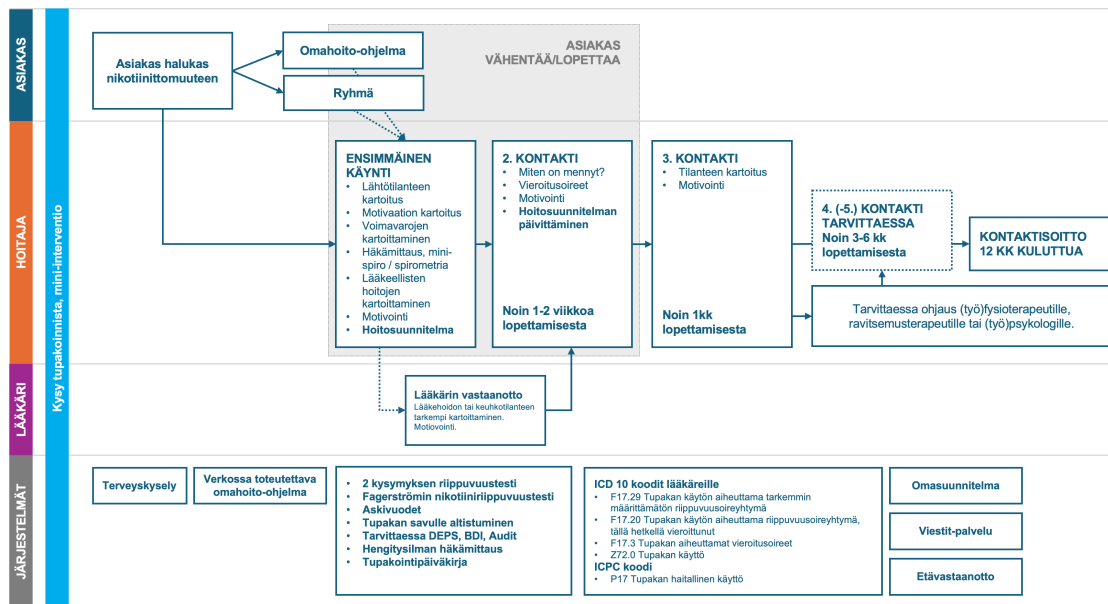 ASIAKAS
HOITAJA
LÄÄKÄRI
JÄRJESTELMÄT
Kysy tupakoinnista, mini-interventio
Asiakas halukas
nikotiinittomuuteen
Omahoito-ohjelma
Ryhmä
ASIAKAS
VÄHENTÄÄ/LOPETTAA
ENSIMMÄINEN
KÄYNTI
• Lähtötilanteen
kartoitus
• Motivaation kartoitus
• Voimavarojen
kartoittaminen
• Häkämittaus, mini-
spiro / spirometria
• Lääkeellisten
hoitojen
kartoittaminen
• Motivointi
• Hoitosuunnitelma
2. KONTAKTI
• Miten on mennyt?
• Vieroitusoireet
• Motivointi
• Hoitosuunnitelman
päivittäminen
Noin 1-2 viikkoa
lopettamisesta
3. KONTAKTI
• Tilanteen kartoitus
• Motivointi
Noin 1kk
lopettamisesta
4. (-5.) KONTAKTI
TARVITTAESSA
Noin 3-6 kk
lopettamisesta
KONTAKTISOITTO
12 KK KULUTTUA
Tarvittaessa ohjaus (työ)fysioterapeutille,
ravitsemusterapeutille tai (työ)psykologille.
Lääkärin vastaanotto
Lääkehoidon tai keuhkotilanteen
tarkempi kartoittaminen.
Motiovointi.
Terveyskysely
Verkossa toteutettava
omahoito-ohjelma
• 2 kysymyksen riippuvuustesti
• Fagerströmin nikotiiniriippuvuustesti
• Askivuodet
• Tupakan savulle altistuminen
• Tarvittaessa DEPS, BDI, Audit
• Hengitysilman häkämittaus
• Tupakointipäiväkirja
ICD 10 koodit lääkäreille
• F17.29 Tupakan käytön aiheuttama tarkemmin
määrittämätön riippuvuusoireyhtymä
• F17.20 Tupakan käytön aiheuttama riippuvuusoireyhtymä,
tällä hetkellä vieroittunut
• F17.3 Tupakan aiheuttamat vieroitusoireet
• Z72.0 Tupakan käyttö
ICPC koodi
• P17 Tupakan haitallinen käyttö
Omasuunnitelma
Viestit-palvelu
Etävastaanotto